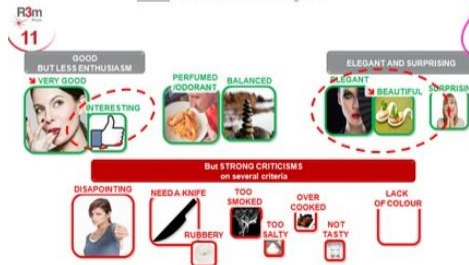 R3m
11
GOOD
BUT LESS ENTHUSIASM
ELEGANT AND SURPRISING
VERY GOOD
INTERESTING
PERFUMED
/ODORANT
BALANCED
ELEGANT
BEAUTIFUL
SURPRISIN
But STRONG CRITICISMS
on several criteria
DISAPOINTING
NEED A KNIFE
RUBBERY
TOO
SMOKED
TOO
SALTY
OVER
COOKED
NOT
TASTY
LACK
OF COLOUR